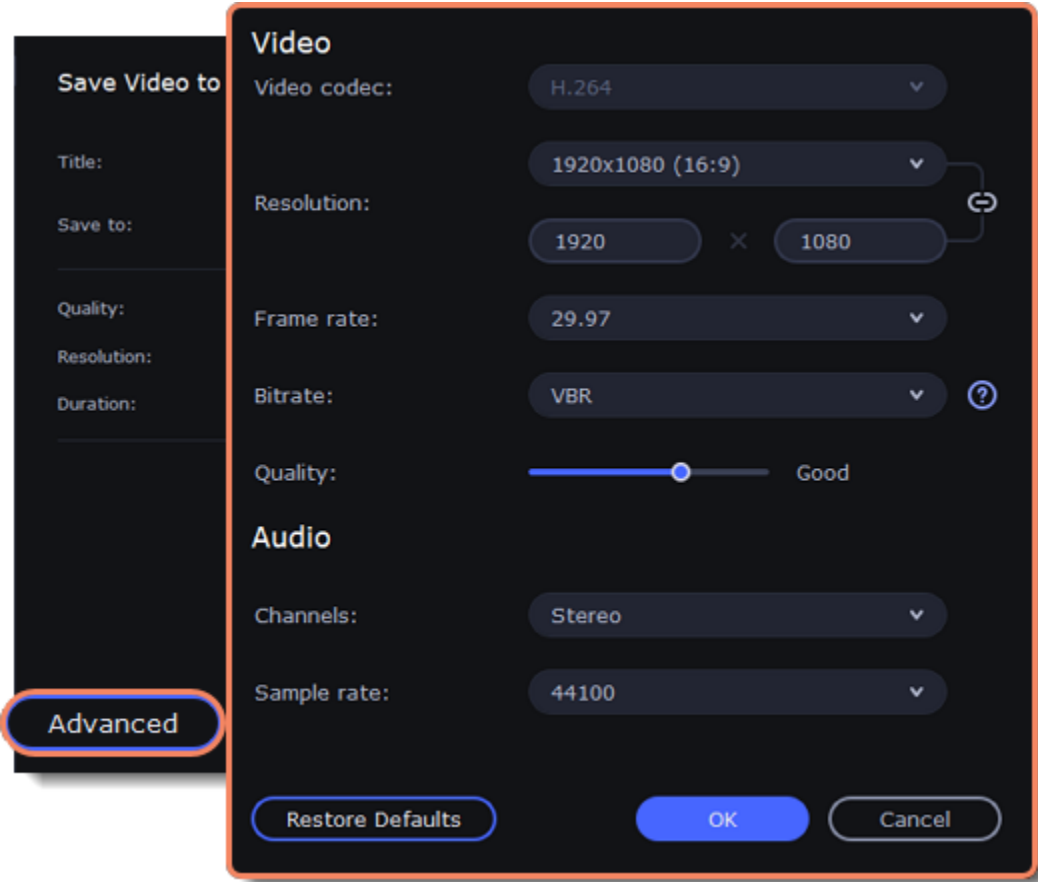 Save Video to
Title:
Save to:
Quality:
Resolution:
Duration:
Advanced
Video
Video codec: H.264
Resolution: 1920x1080 (16:9)
1920 × 1080
Frame rate: 29.97
Bitrate: VBR ?
Quality: Good
Audio
Channels: Stereo
Sample rate: 44100
Restore Defaults OK Cancel